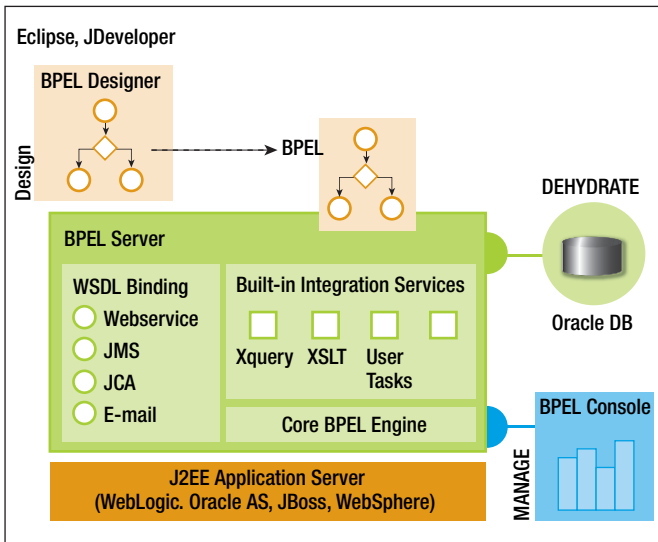 Eclipse, JDeveloper
BPEL Designer
Design
BPEL
DEHYDRATE
Oracle DB
BPEL Server
WSDL Binding
Webservice
JMS
JCA
E-mail
Built-in Integration Services
Xquery
XSLT
User
Tasks
Core BPEL Engine
MANAGE
BPEL Console
J2EE Application Server
(WebLogic. Oracle AS, JBoss, WebSphere)